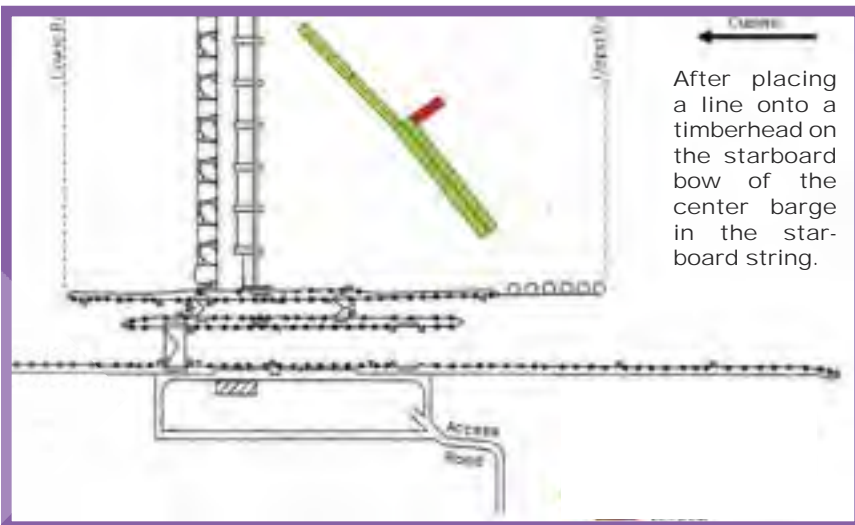 Current
After placing
a line onto a
timberhead on
the starboard
bow of the
center barge
in the star-
board string.
Access
Road